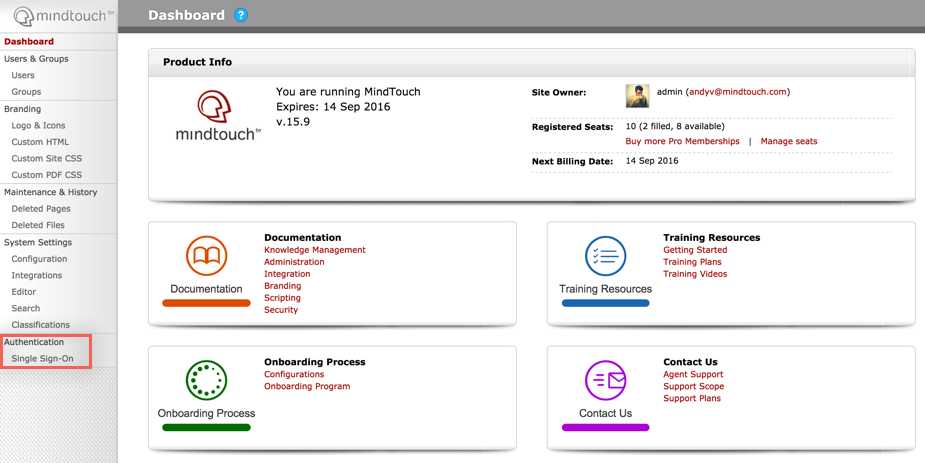 mindtouch
Dashboard
Users & Groups
Users
Groups
Branding
Logo & Icons
Custom HTML
Custom Site CSS
Custom PDF CSS
Maintenance & History
Deleted Pages
Deleted Files
System Settings
Configuration
Integrations
Editor
Search
Classifications
Authentication
Single Sign-On
Dashboard ?
Product Info
mindtouch
You are running MindTouch
Expires: 14 Sep 2016
v.15.9
Site Owner: admin (andyv@mindtouch.com)
Registered Seats: 10 (2 filled, 8 available)
Buy more Pro Memberships | Manage seats
Next Billing Date: 14 Sep 2016
Documentation
Documentation
Knowledge Management
Administration
Integration
Branding
Scripting
Security
Training Resources
Training Resources
Getting Started
Training Plans
Training Videos
Onboarding Process
Onboarding Process
Configurations
Onboarding Program
Contact Us
Contact Us
Agent Support
Support Scope
Support Plans